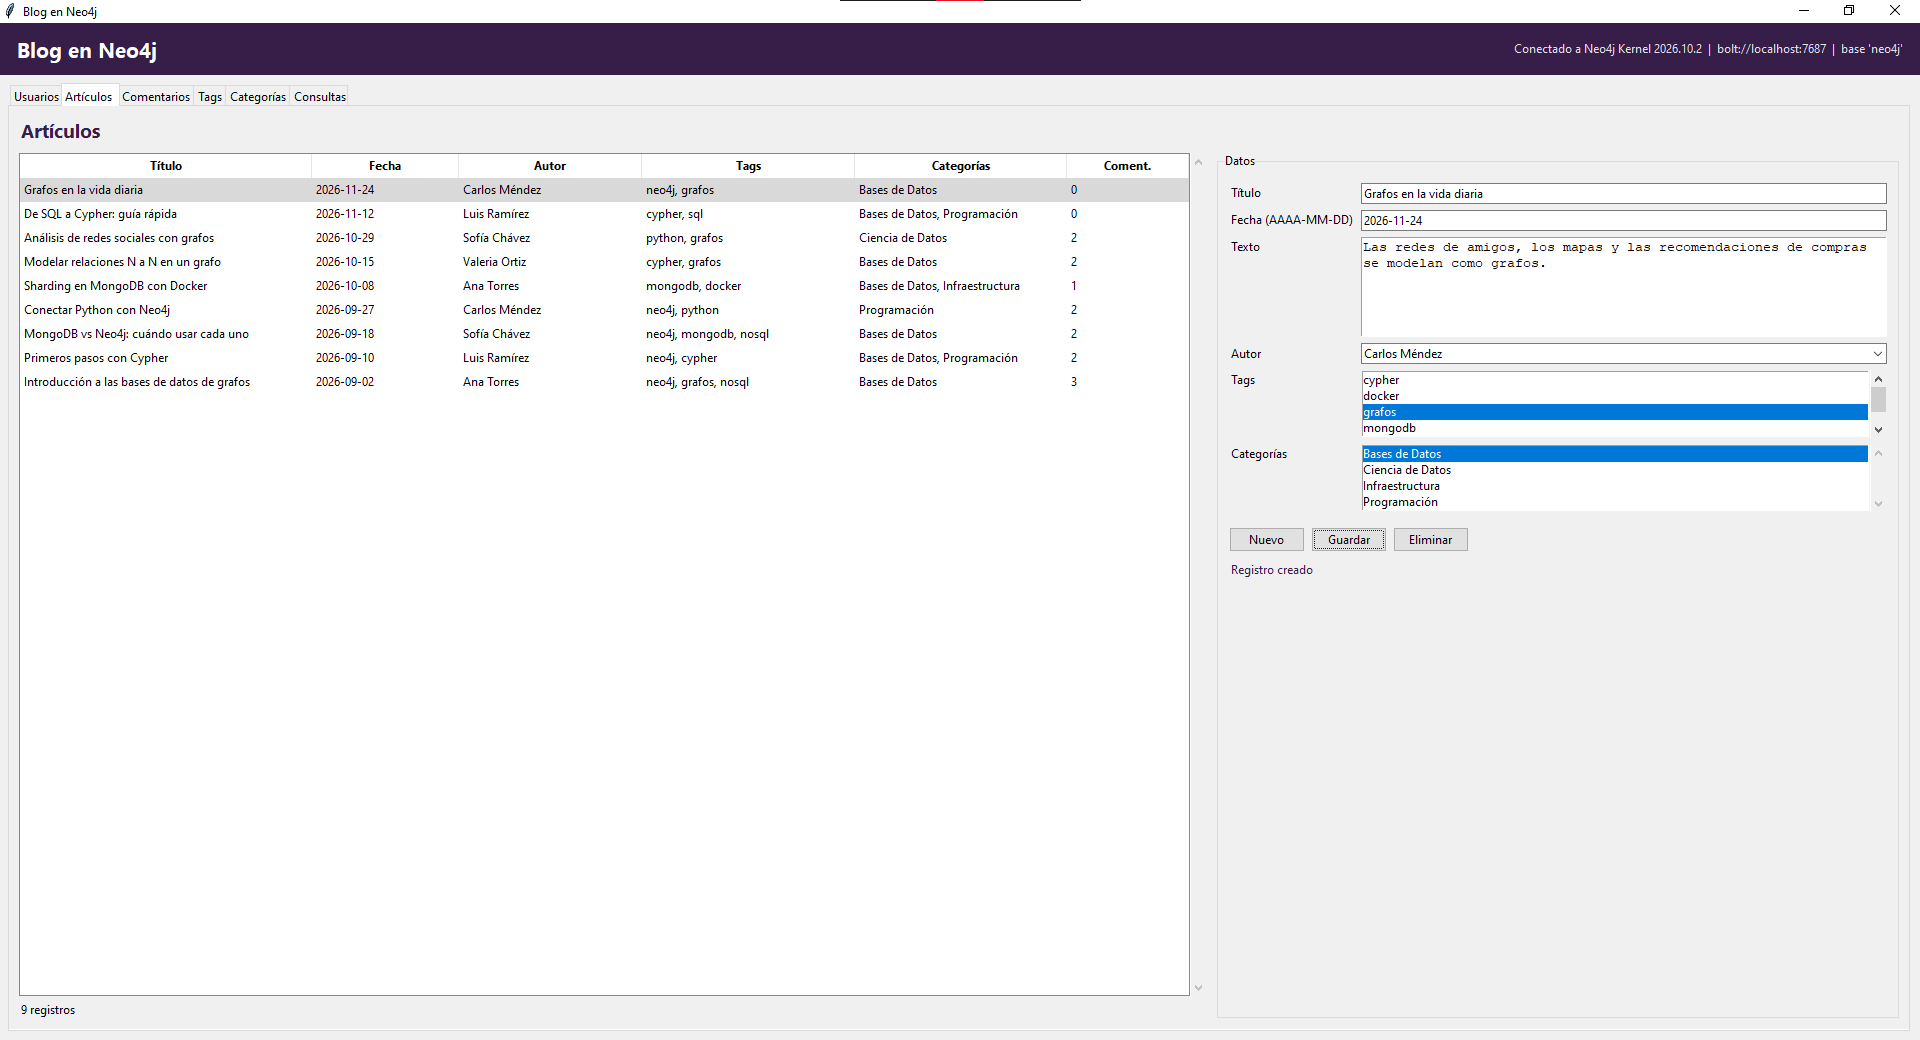 Blog en Neo4j
Blog en Neo4j
Conectado a Neo4j Kernel 2026.10.2 | bolt://localhost:7687 | base 'neo4j'
Usuarios Artículos Comentarios Tags Categorías Consultas
Artículos
Título Fecha Autor Tags Categorías Coment.
Grafos en la vida diaria 2026-11-24 Carlos Méndez neo4j, grafos Bases de Datos 0
De SQL a Cypher: guía rápida 2026-11-12 Luis Ramírez cypher, sql Bases de Datos, Programación 0
Análisis de redes sociales con grafos 2026-10-29 Sofía Chávez python, grafos Ciencia de Datos 2
Modelar relaciones N a N en un grafo 2026-10-15 Valeria Ortiz cypher, grafos Bases de Datos 2
Sharding en MongoDB con Docker 2026-10-08 Ana Torres mongodb, docker Bases de Datos, Infraestructura 1
Conectar Python con Neo4j 2026-09-27 Carlos Méndez neo4j, python Programación 2
MongoDB vs Neo4j: cuándo usar cada uno 2026-09-18 Sofía Chávez neo4j, mongodb, nosql Bases de Datos 2
Primeros pasos con Cypher 2026-09-10 Luis Ramírez neo4j, cypher Bases de Datos, Programación 2
Introducción a las bases de datos de grafos 2026-09-02 Ana Torres neo4j, grafos, nosql Bases de Datos 3
9 registros
Datos
Título Grafos en la vida diaria
Fecha (AAAA-MM-DD) 2026-11-24
Texto Las redes de amigos, los mapas y las recomendaciones de compras
se modelan como grafos.
Autor Carlos Méndez
Tags cypher
docker
grafos
mongodb
Categorías Bases de Datos
Ciencia de Datos
Infraestructura
Programación
Nuevo Guardar Eliminar
Registro creado